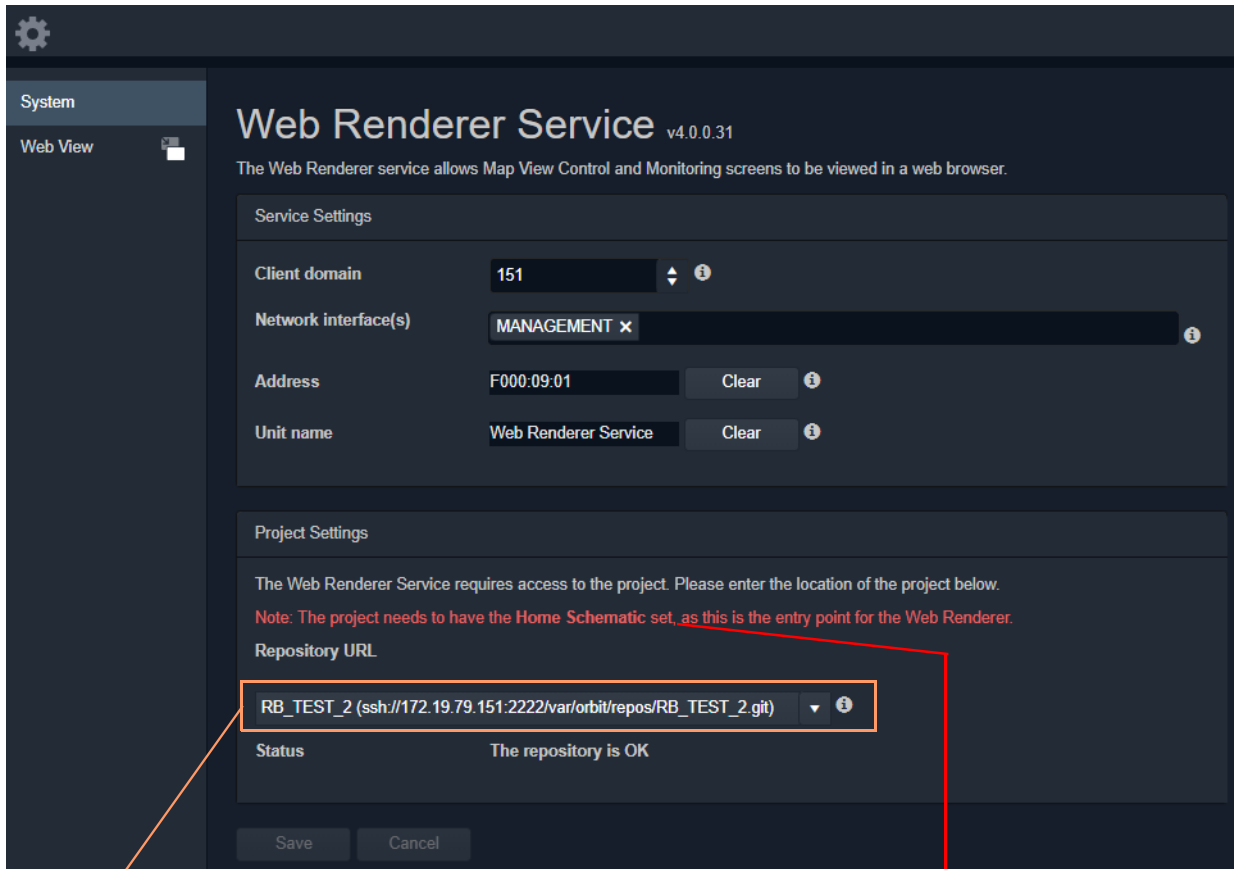 System
Web View
Web Renderer Service v4.0.0.31
The Web Renderer service allows Map View Control and Monitoring screens to be viewed in a web browser.
Service Settings
Client domain 151
Network interface(s) MANAGEMENT
Address F000:09:01 Clear
Unit name Web Renderer Service Clear
Project Settings
The Web Renderer Service requires access to the project. Please enter the location of the project below.
Note: The project needs to have the Home Schematic set, as this is the entry point for the Web Renderer.
Repository URL
RB_TEST_2 (ssh://172.19.79.151:2222/var/orbit/repos/RB_TEST_2.git)
Status The repository is OK
Save Cancel